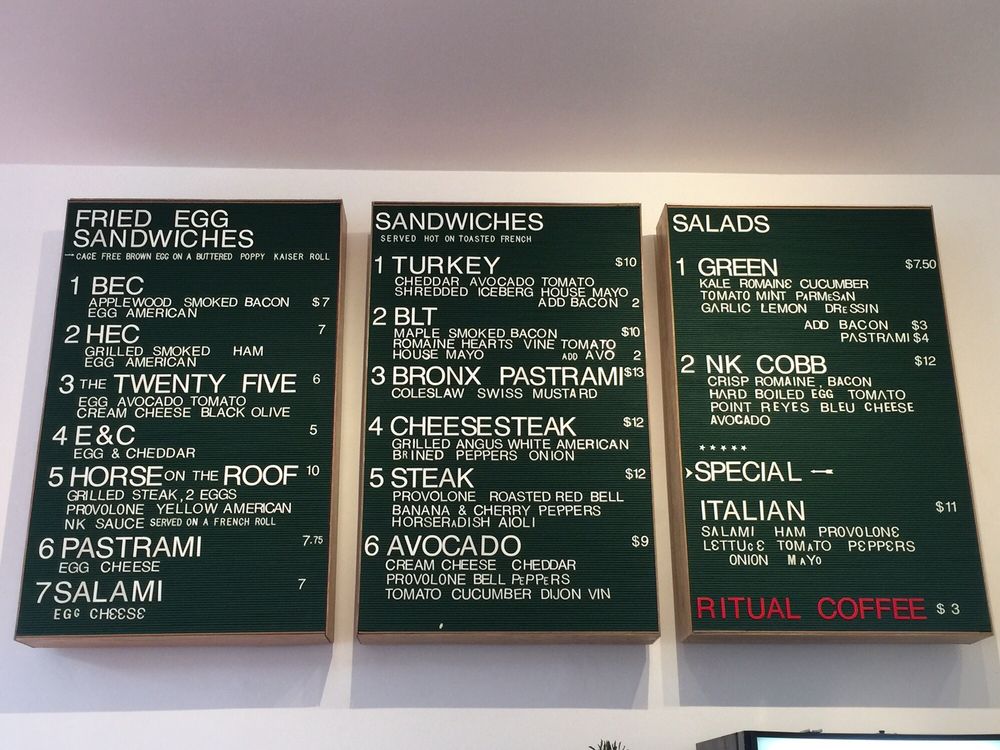 FRIED EGG
SANDWICHES
→CAGE FREE BROWN EGG ON A BUTTERED POPPY KAISER ROLL
1 BEC
APPLEWOOD SMOKED BACON $7
EGG AMERICAN
2 HEC 7
GRILLED SMOKED HAM
EGG AMERICAN
3 THE TWENTY FIVE 6
EGG AVOCADO TOMATO
CREAM CHEESE BLACK OLIVE
4 E&C 5
EGG & CHEDDAR
5 HORSE ON THE ROOF 10
GRILLED STEAK, 2 EGGS
PROVOLONE YELLOW AMERICAN
NK SAUCE SERVED ON A FRENCH ROLL
6 PASTRAMI 7.75
EGG CHEESE
7 SALAMI 7
EGG CHEESE
SANDWICHES
SERVED HOT ON TOASTED FRENCH
1 TURKEY $10
CHEDDAR AVOCADO TOMATO
SHREDDED ICEBERG HOUSE MAYO
ADD BACON 2
2 BLT
MAPLE SMOKED BACON $10
ROMAINE HEARTS VINE TOMATO
HOUSE MAYO ADD AVO 2
3 BRONX PASTRAMI $13
COLESLAW SWISS MUSTARD
4 CHEESESTEAK $12
GRILLED ANGUS WHITE AMERICAN
BRINED PEPPERS ONION
5 STEAK $12
PROVOLONE ROASTED RED BELL
BANANA & CHERRY PEPPERS
HORSERADISH AIOLI
6 AVOCADO $9
CREAM CHEESE CHEDDAR
PROVOLONE BELL PEPPERS
TOMATO CUCUMBER DIJON VIN
SALADS
1 GREEN $7.50
KALE ROMAINE CUCUMBER
TOMATO MINT PARMESAN
GARLIC LEMON DRESSIN
ADD BACON $3
PASTRAMI $4
2 NK COBB $12
CRISP ROMAINE, BACON
HARD BOILED EGG TOMATO
POINT REYES BLEU CHEESE
AVOCADO
★★★★★
SPECIAL
ITALIAN $11
SALAMI HAM PROVOLONE
LETTUCE TOMATO PEPPERS
ONION MAYO
RITUAL COFFEE $3